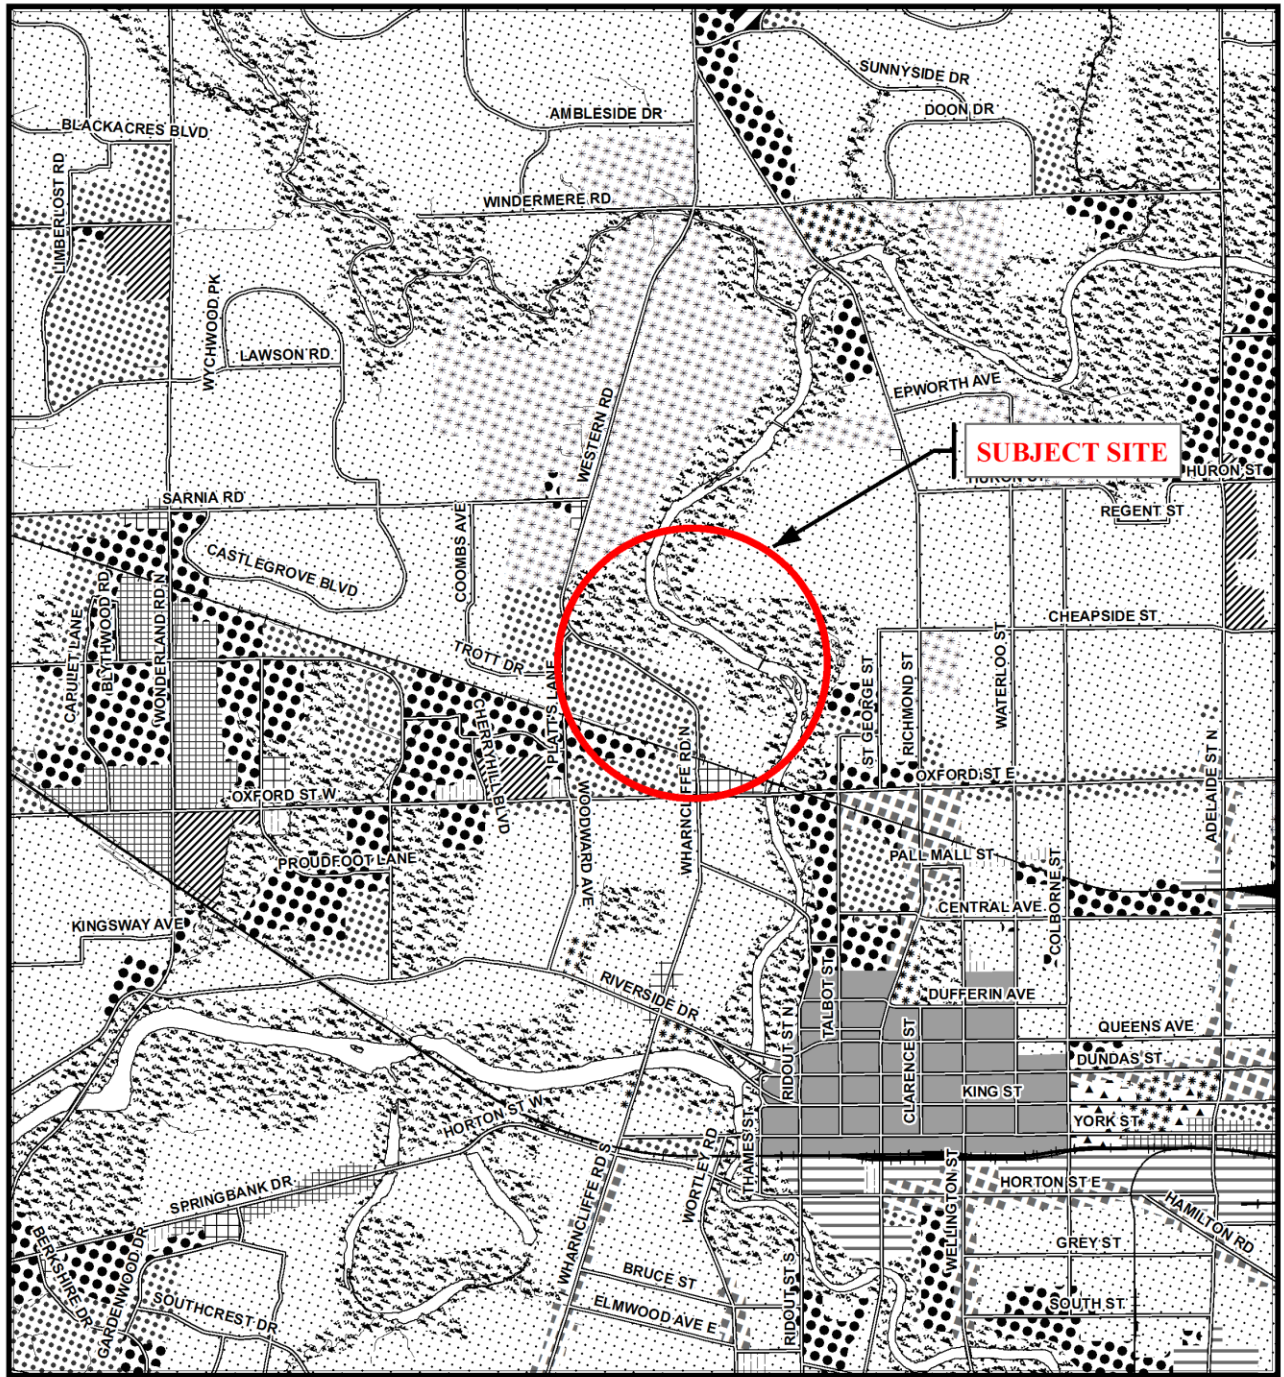 SUNNYSIDE DR
DOON DR
AMBLESIDE DR
BLACKACRES BLVD
LIMBERLOST RD
WINDERMERE RD
WYCHWOOD PK
LAWSON RD
EPWORTH AVE
WESTERN RD
SUBJECT SITE
HURON ST
HURON ST
REGENT ST
SARNIA RD
COOMBS AVE
CASTLEGROVE BLVD
CAPULET LANE
BLYTHWOOD RD
WONDERLAND RD N
TROTT DR
PLATT'S LANE
CHERRYHILL BLVD
CHEAPSIDE ST
WATERLOO ST
RICHMOND ST
ST GEORGE ST
WHARNCLIFFE RD N
OXFORD ST W
OXFORD ST E
ADELAIDE ST N
WOODWARD AVE
PROUDFOOT LANE
PALL MALL ST
CENTRAL AVE
COLBORNE ST
KINGSWAY AVE
RIVERSIDE DR
TALBOT ST
DUFFERIN AVE
RIDOUT ST N
CLARENCE ST
QUEENS AVE
DUNDAS ST
KING ST
YORK ST
HORTON ST W
THAMES ST
WORTLEY RD
WHARNCLIFFE RD S
WELLINGTON ST
HORTON ST E
HAMILTON RD
SPRINGBANK DR
BERKSHIRE DR
GARDENWOOD DR
SOUTHCREST DR
BRUCE ST
ELMWOOD AVE E
RIDOUT ST S
GREY ST
SOUTH ST